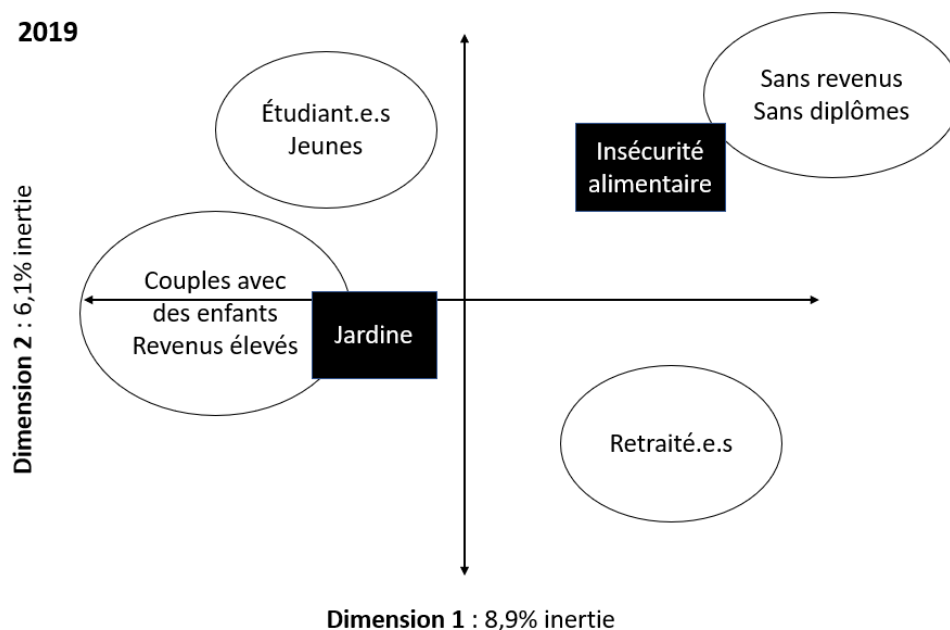 2019
Étudiant.e.s
Jeunes
Sans revenus
Sans diplômes
Insécurité
alimentaire
Couples avec
des enfants
Revenus élevés
Jardine
Retraité.e.s
Dimension 2 : 6,1% inertie
Dimension 1 : 8,9% inertie